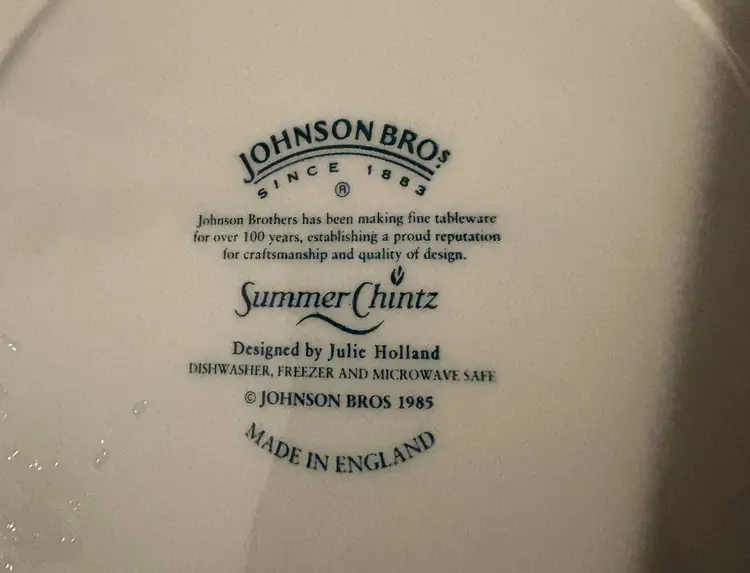 JOHNSON BROS
SINCE 1883
®
Johnson Brothers has been making fine tableware
for over 100 years, establishing a proud reputation
for craftsmanship and quality of design.
Summer Chintz
Designed by Julie Holland
DISHWASHER, FREEZER AND MICROWAVE SAFE
© JOHNSON BROS 1985
MADE IN ENGLAND